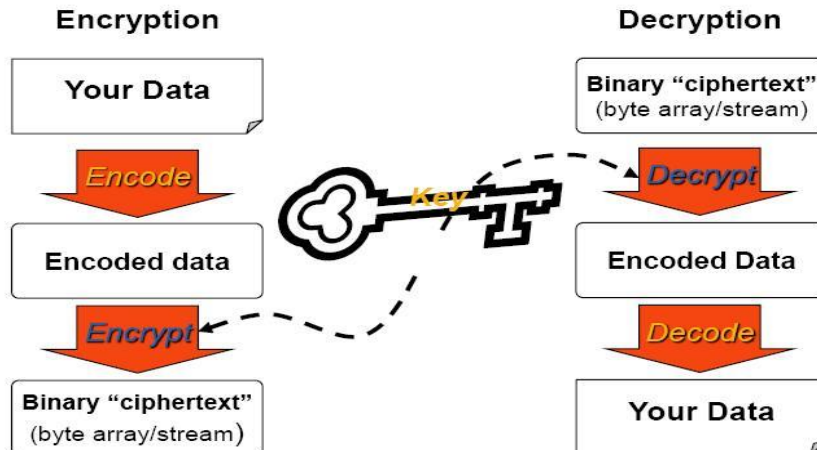 Encryption
Your Data
Encode
Encoded data
Encrypt
Binary “ciphertext”
(byte array/stream)
Key
Decryption
Binary “ciphertext”
(byte array/stream)
Decrypt
Encoded Data
Decode
Your Data